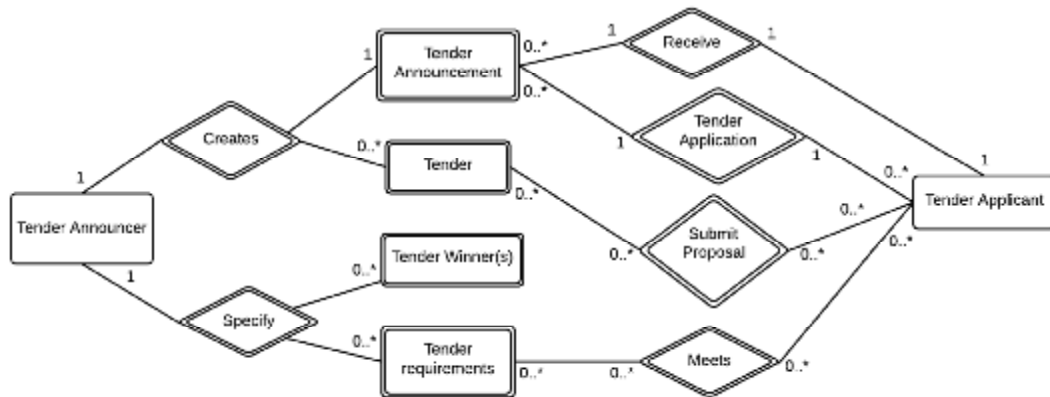 1
Receive
1
Tender
Announcement
0..*
0..*
1
Creates
Tender
Application
1
1
0..*
Tender
0..*
1
0..*
1
Tender Applicant
Tender Announcer
0..*
0..*
Submit
Proposal
0..*
0..*
Tender Winner(s)
0..*
1
Specify
0..*
Tender
requirements
0..*
0..*
Meets
0..*